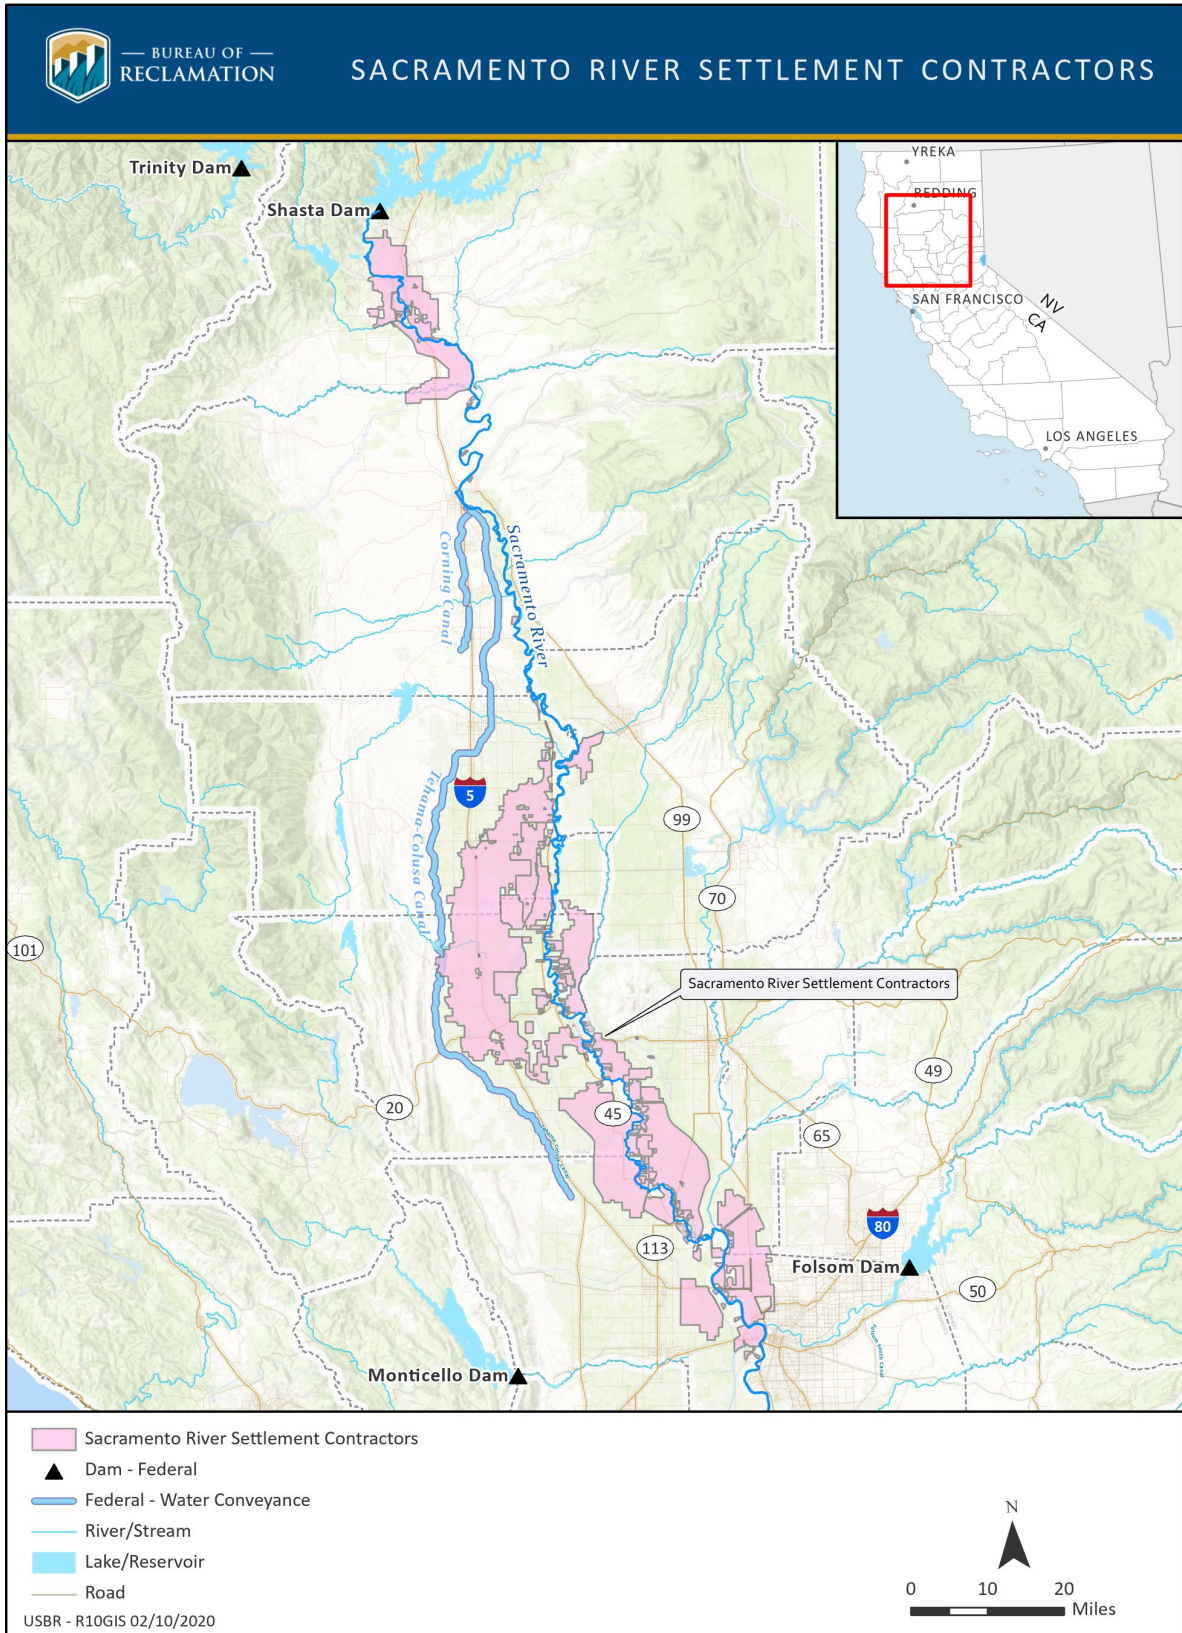 BUREAU OF
RECLAMATION
SACRAMENTO RIVER SETTLEMENT CONTRACTORS
Trinity Dam
Shasta Dam
YREKA
REDDING
SAN FRANCISCO
NV
CA
LOS ANGELES
Corning Canal
Sacramento River
Tehama-Colusa Canal
5
99
70
101
Sacramento River Settlement Contractors
20
45
49
65
80
113
Folsom Dam
50
Monticello Dam
Sacramento River Settlement Contractors
Dam - Federal
Federal - Water Conveyance
River/Stream
Lake/Reservoir
Road
USBR - R10GIS 02/10/2020
N
0 10 20
Miles